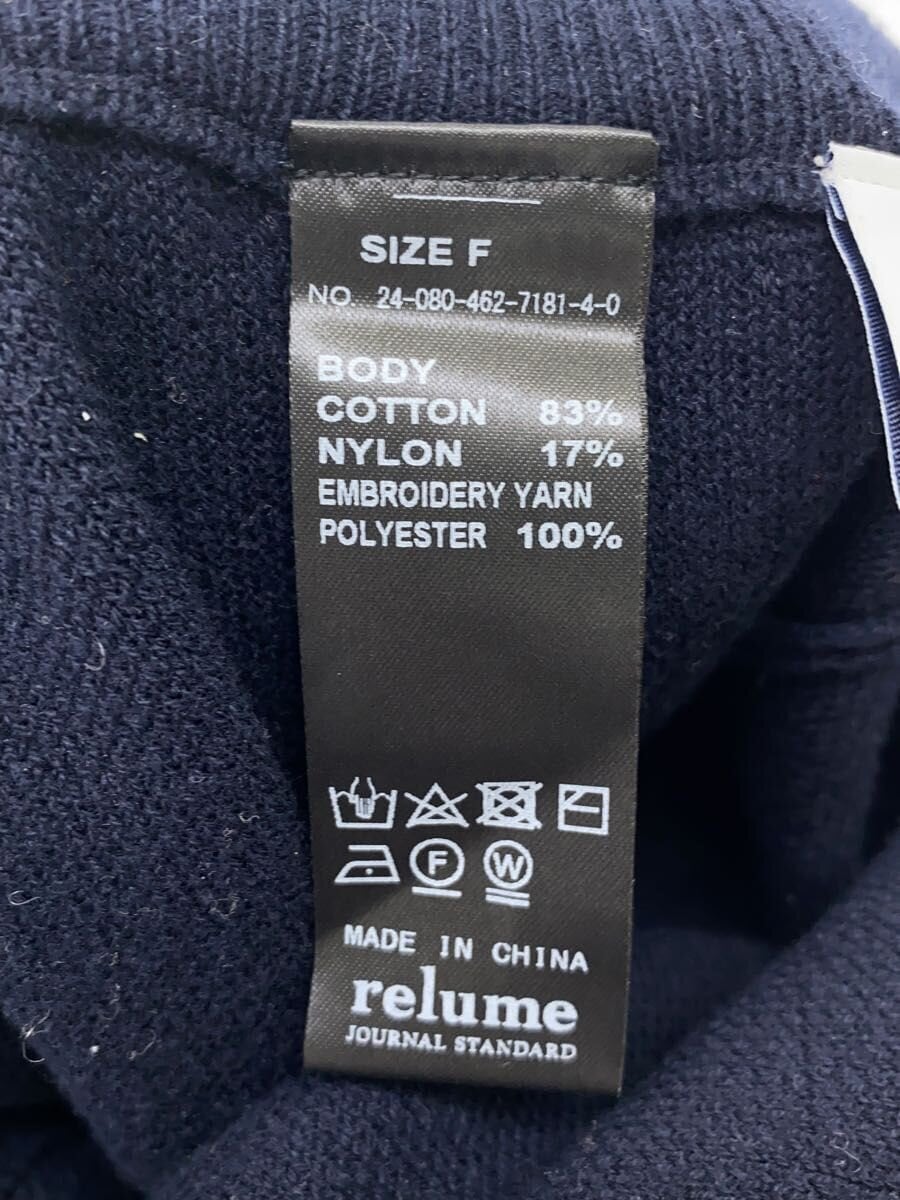 SIZE F
NO. 24-080-462-7181-4-0
BODY
COTTON 83%
NYLON 17%
EMBROIDERY YARN
POLYESTER 100%
F W
MADE IN CHINA
relume
JOURNAL STANDARD